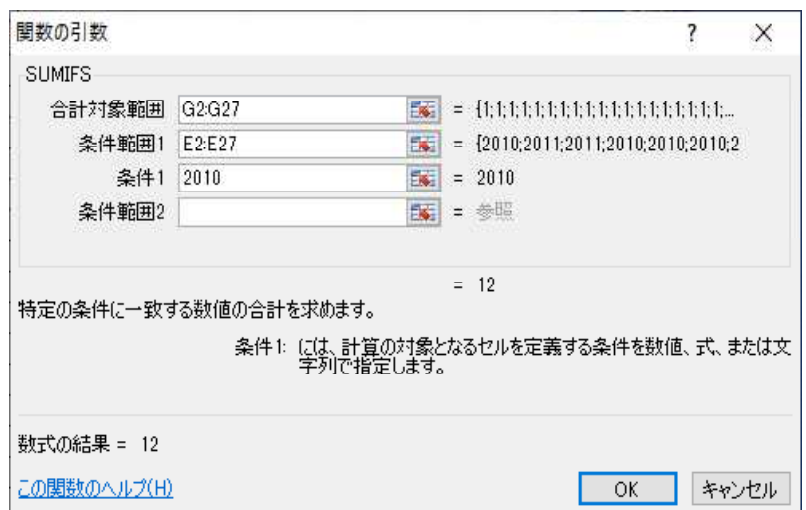 関数の引数 ? ×
SUMIFS
合計対象範囲 G2:G27 = {1;1;1;1;1;1;1;1;1;1;1;1;1;1;1;1;1;1;1;...
条件範囲1 E2:E27 = {2010;2011;2011;2010;2010;2010;2
条件1 2010 = 2010
条件範囲2 = 参照
= 12
特定の条件に一致する数値の合計を求めます。
条件1: には、計算の対象となるセルを定義する条件を数値、式、または文
字列で指定します。
数式の結果 = 12
この関数のヘルプ(H) OK キャンセル